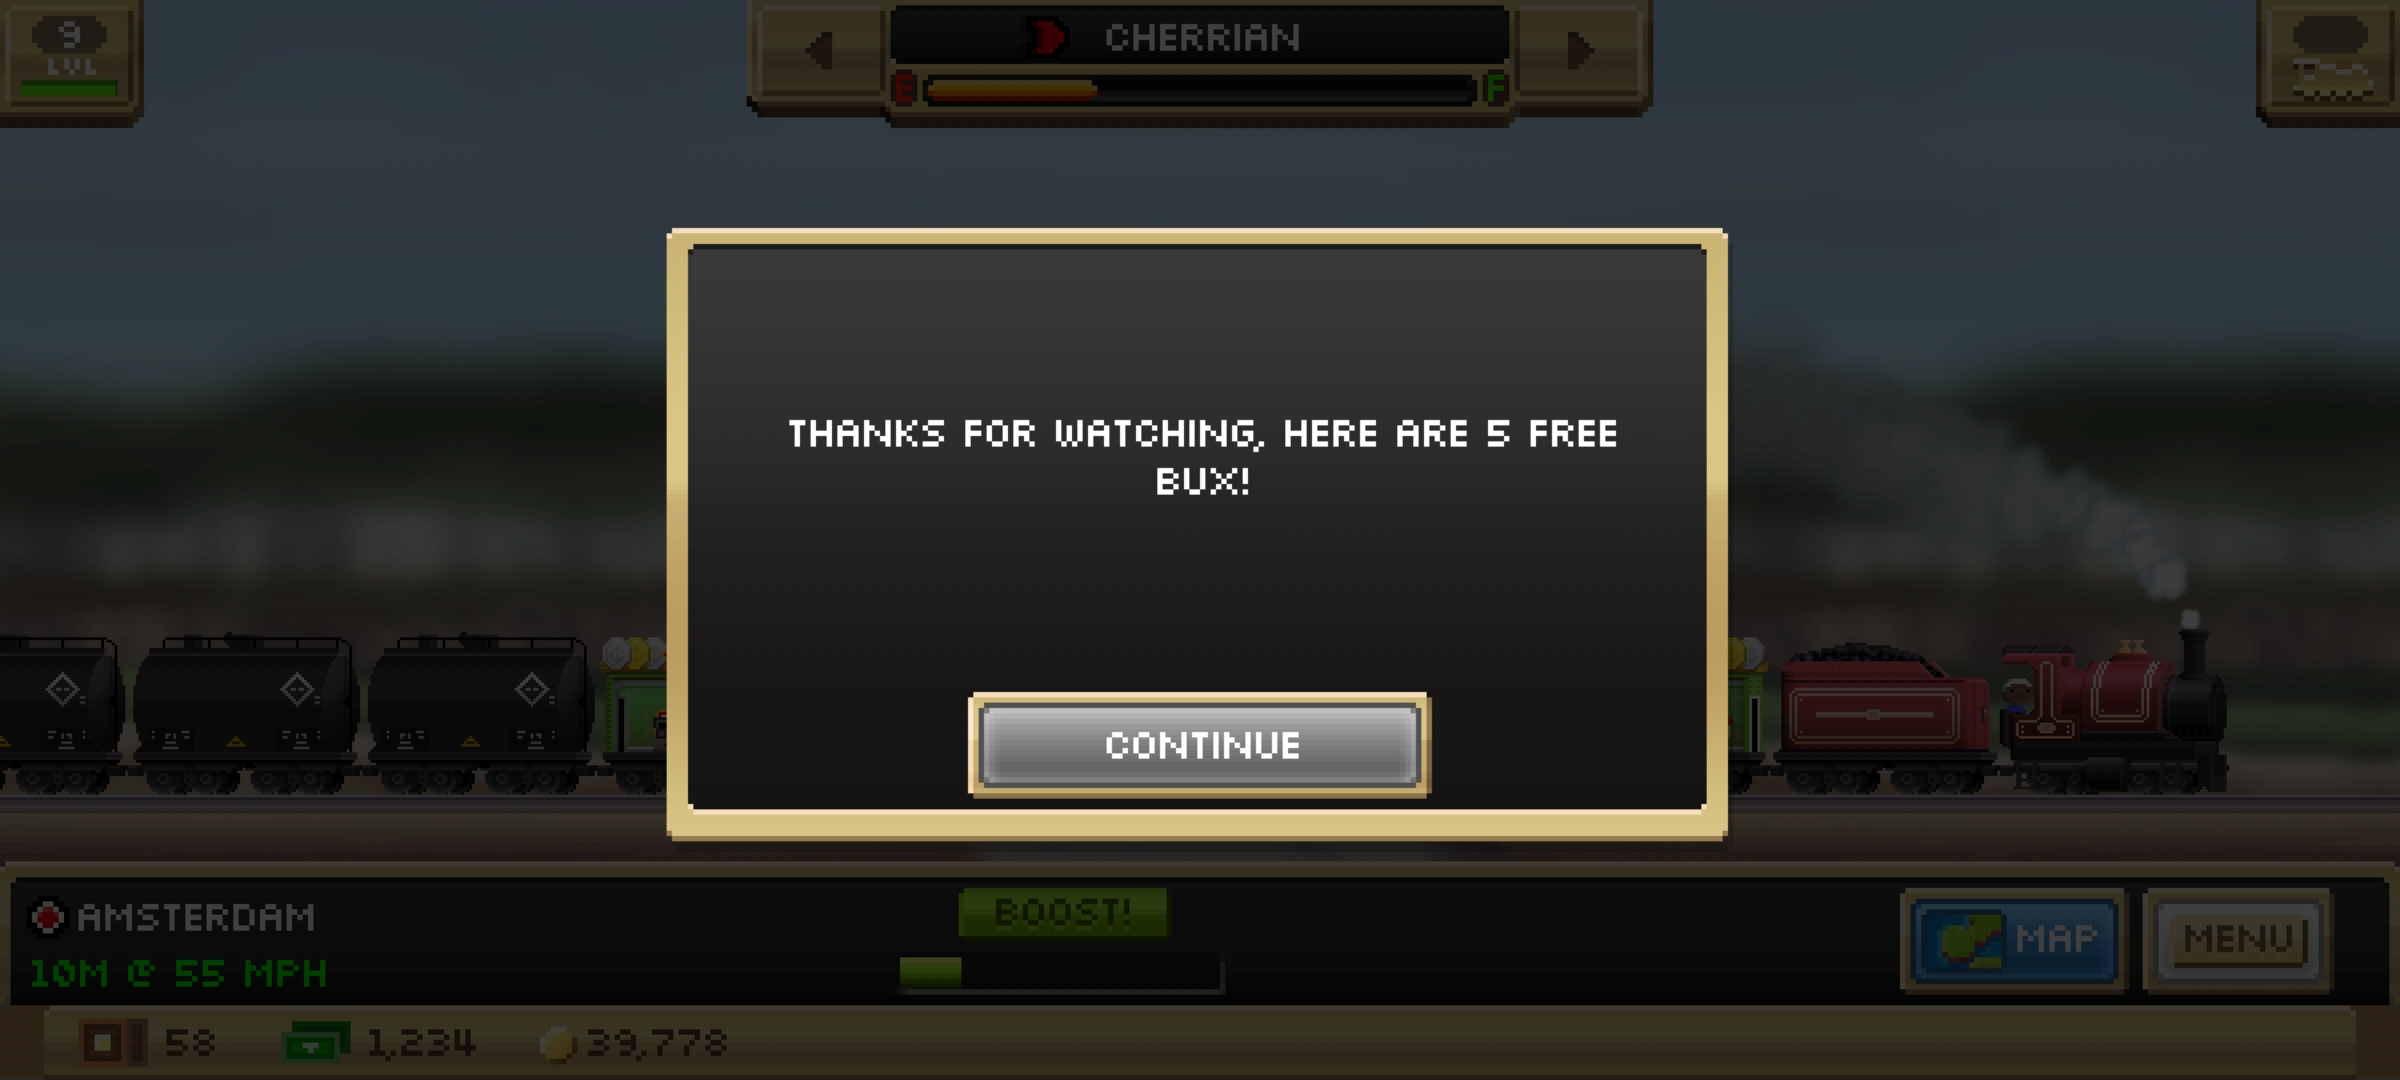 9
LVL
CHERRIAN
E F
THANKS FOR WATCHING, HERE ARE 5 FREE
BUX!
CONTINUE
AMSTERDAM
BOOST!
10M @ 55 MPH
MAP
MENU
58 1,234 39,778